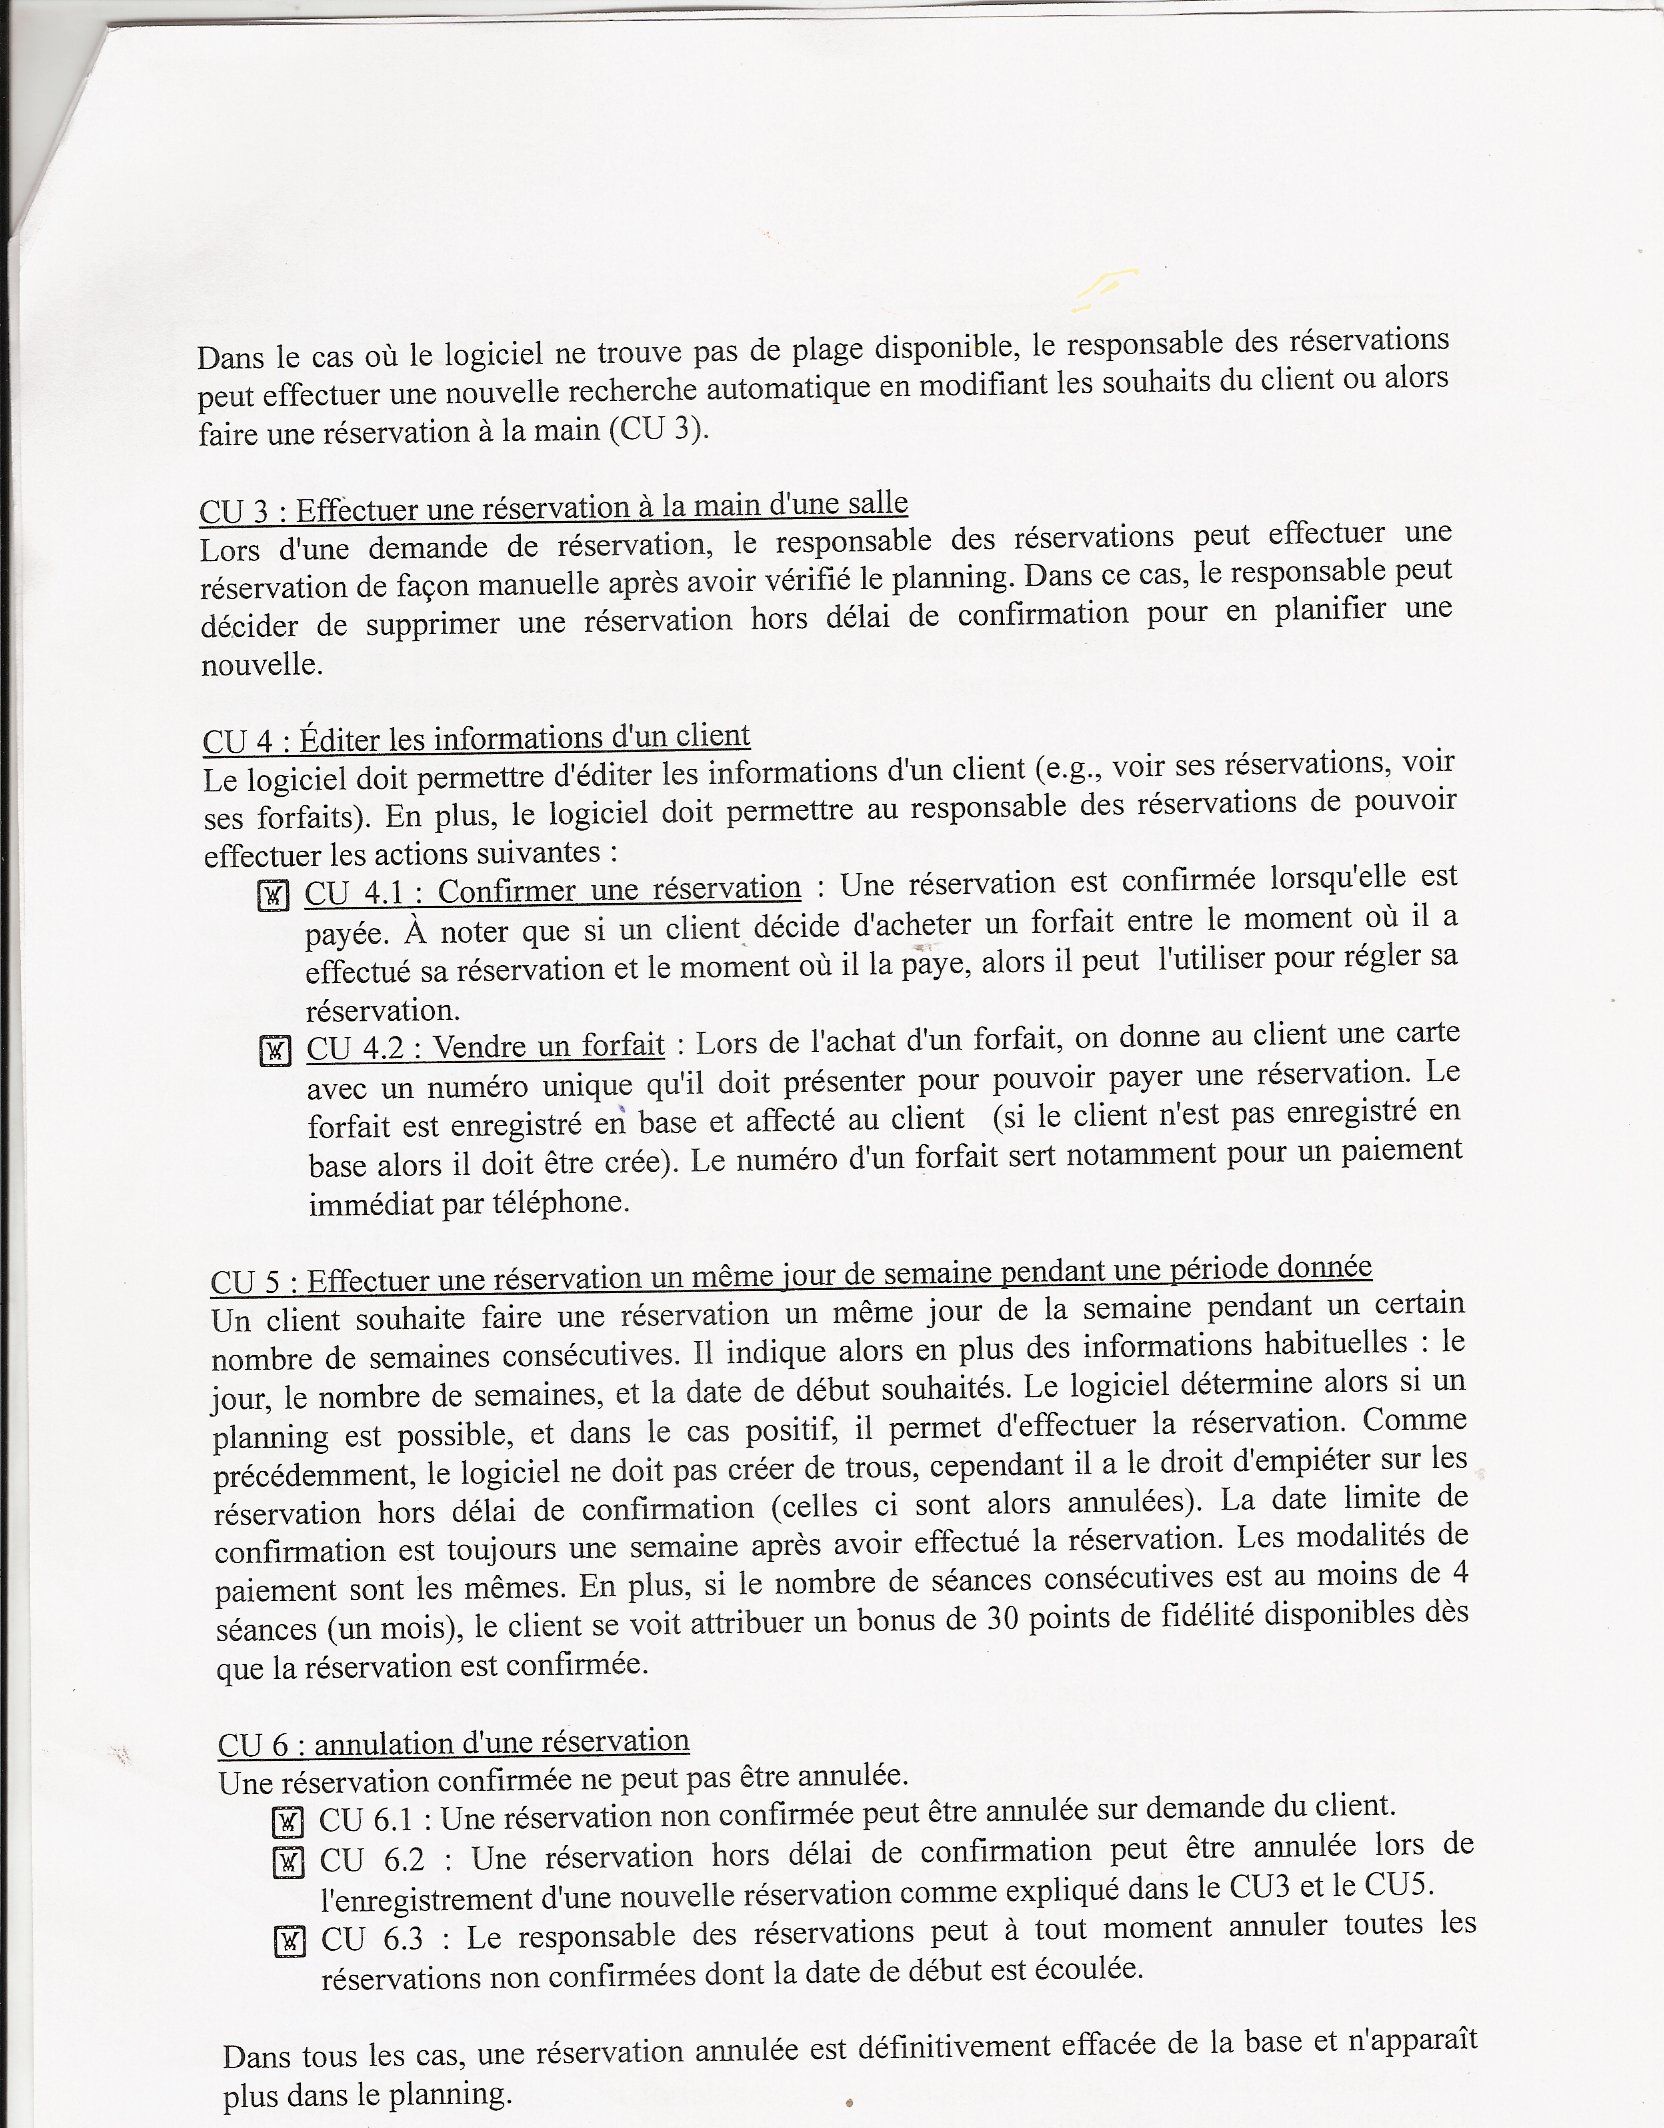 Dans le cas où le logiciel ne trouve pas de plage disponible, le responsable des réservations
peut effectuer une nouvelle recherche automatique en modifiant les souhaits du client ou alors
faire une réservation à la main (CU 3).
CU 3 : Effectuer une réservation à la main d'une salle
Lors d'une demande de réservation, le responsable des réservations peut effectuer une
réservation de façon manuelle après avoir vérifié le planning. Dans ce cas, le responsable peut
décider de supprimer une réservation hors délai de confirmation pour en planifier une
nouvelle.
CU 4 : Éditer les informations d'un client
Le logiciel doit permettre d'éditer les informations d'un client (e.g., voir ses réservations, voir
ses forfaits). En plus, le logiciel doit permettre au responsable des réservations de pouvoir
effectuer les actions suivantes :
CU 4.1 : Confirmer une réservation : Une réservation est confirmée lorsqu'elle est
payée. À noter que si un client décide d'acheter un forfait entre le moment où il a
effectué sa réservation et le moment où il la paye, alors il peut l'utiliser pour régler sa
réservation.
CU 4.2 : Vendre un forfait : Lors de l'achat d'un forfait, on donne au client une carte
avec un numéro unique qu'il doit présenter pour pouvoir payer une réservation. Le
forfait est enregistré en base et affecté au client (si le client n'est pas enregistré en
base alors il doit être crée). Le numéro d'un forfait sert notamment pour un paiement
immédiat par téléphone.
CU 5 : Effectuer une réservation un même jour de semaine pendant une période donnée
Un client souhaite faire une réservation un même jour de la semaine pendant un certain
nombre de semaines consécutives. Il indique alors en plus des informations habituelles : le
jour, le nombre de semaines, et la date de début souhaités. Le logiciel détermine alors si un
planning est possible, et dans le cas positif, il permet d'effectuer la réservation. Comme
précédemment, le logiciel ne doit pas créer de trous, cependant il a le droit d'empiéter sur les
réservation hors délai de confirmation (celles ci sont alors annulées). La date limite de
confirmation est toujours une semaine après avoir effectué la réservation. Les modalités de
paiement sont les mêmes. En plus, si le nombre de séances consécutives est au moins de 4
séances (un mois), le client se voit attribuer un bonus de 30 points de fidélité disponibles dès
que la réservation est confirmée.
CU 6 : annulation d'une réservation
Une réservation confirmée ne peut pas être annulée.
CU 6.1 : Une réservation non confirmée peut être annulée sur demande du client.
CU 6.2 : Une réservation hors délai de confirmation peut être annulée lors de
l'enregistrement d'une nouvelle réservation comme expliqué dans le CU3 et le CU5.
CU 6.3 : Le responsable des réservations peut à tout moment annuler toutes les
réservations non confirmées dont la date de début est écoulée.
Dans tous les cas, une réservation annulée est définitivement effacée de la base et n'apparaît
plus dans le planning.